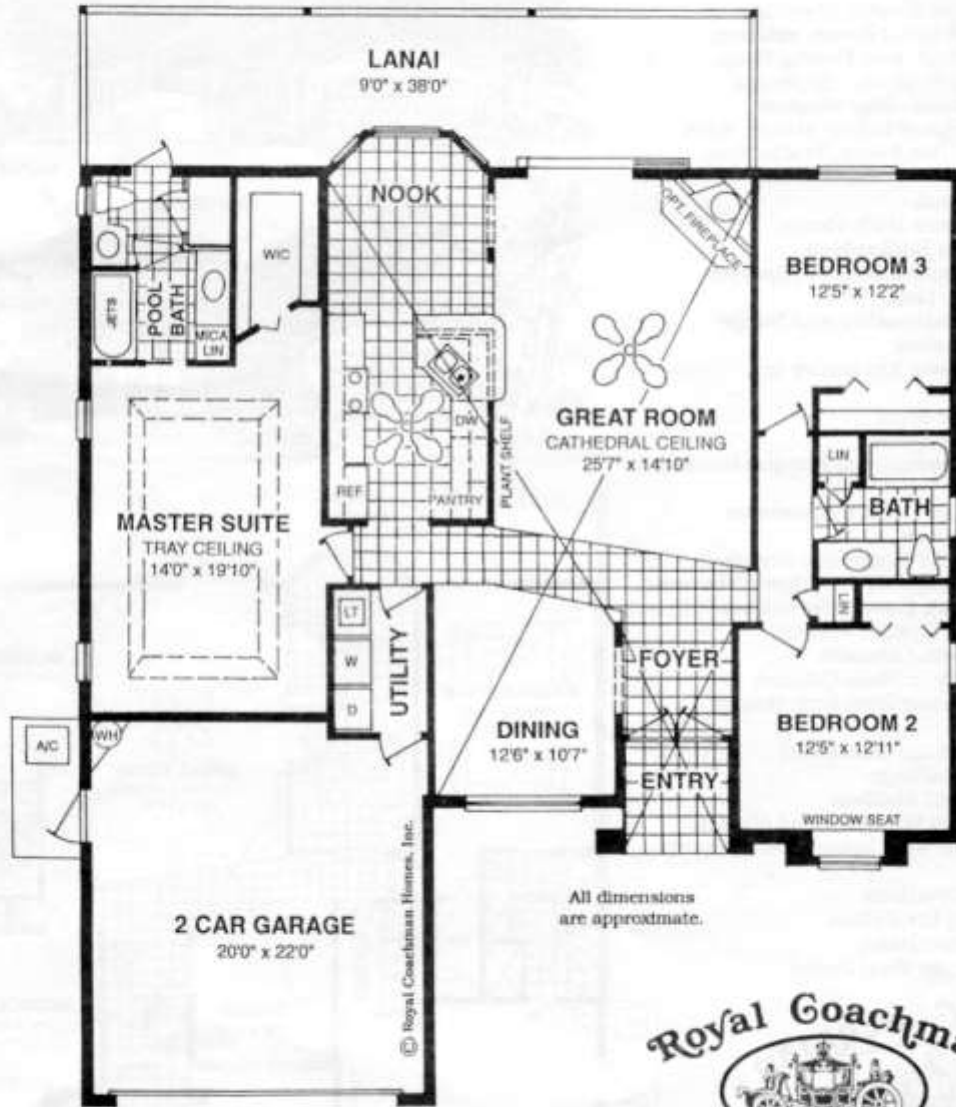 LANAI
9'0" x 38'0"
NOOK
WIC
POOL
BATH
JETS
MICA
LIN
OPT. FIREPLACE
BEDROOM 3
12'5" x 12'2"
GREAT ROOM
CATHEDRAL CEILING
25'7" x 14'10"
PLANT SHELF
DW
REF
PANTRY
LIN
BATH
MASTER SUITE
TRAY CEILING
14'0" x 19'10"
LT
W
D
UTILITY
LIN
FOYER
DINING
12'6" x 10'7"
BEDROOM 2
12'5" x 12'11"
WINDOW SEAT
ENTRY
A/C
WH
2 CAR GARAGE
20'0" x 22'0"
© Royal Coachman Homes, Inc.
All dimensions
are approximate.
Royal Coachma